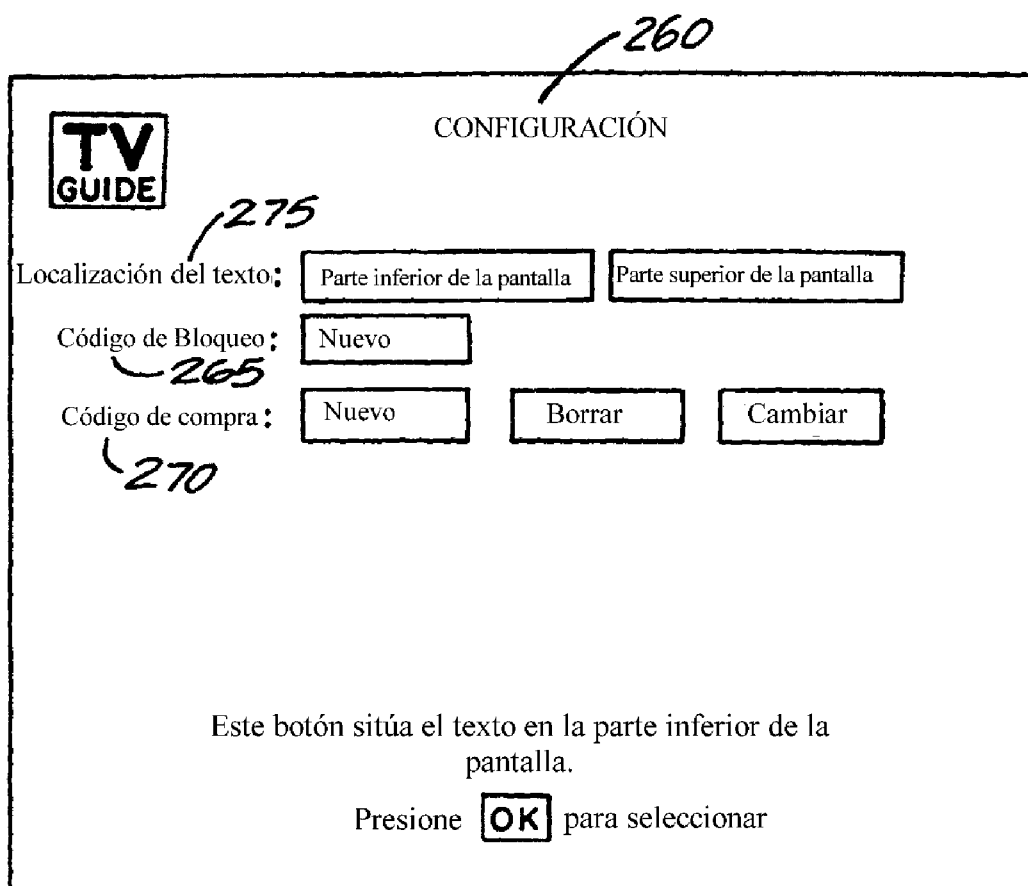 260
CONFIGURACIÓN
TV
GUIDE
275
Localización del texto: Parte inferior de la pantalla Parte superior de la pantalla
Código de Bloqueo: Nuevo
265
Código de compra: Nuevo Borrar Cambiar
270
Este botón sitúa el texto en la parte inferior de la
pantalla.
Presione OK para seleccionar